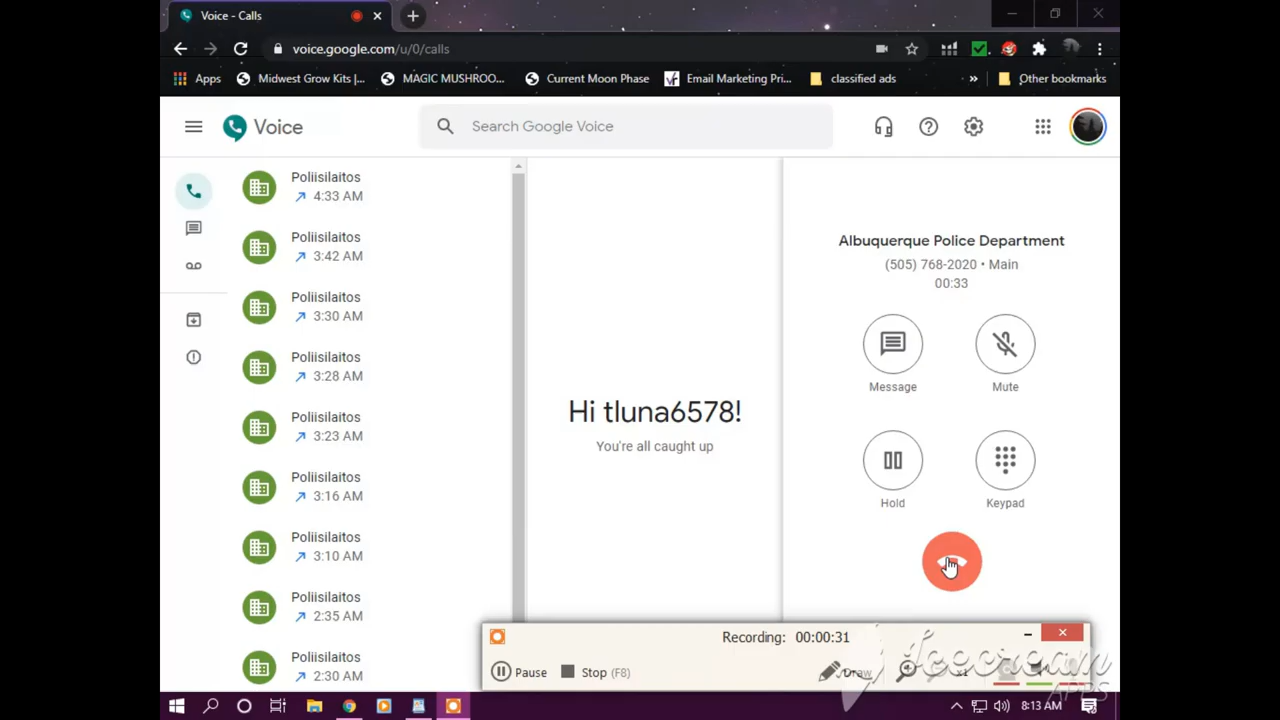 Voice - Calls
voice.google.com/u/0/calls
Apps
Midwest Grow Kits |...
MAGIC MUSHROO...
Current Moon Phase
Email Marketing Pri...
classified ads
»
Other bookmarks
Voice
Search Google Voice
Poliisilaitos
4:33 AM
Poliisilaitos
3:42 AM
Poliisilaitos
3:30 AM
Poliisilaitos
3:28 AM
Poliisilaitos
3:23 AM
Poliisilaitos
3:16 AM
Poliisilaitos
3:10 AM
Poliisilaitos
2:35 AM
Poliisilaitos
2:30 AM
Hi tluna6578!
You're all caught up
Albuquerque Police Department
(505) 768-2020 • Main
00:33
Message
Mute
Hold
Keypad
Recording: 00:00:31
Pause
Stop (F8)
Draw
Icecream
APPS
8:13 AM